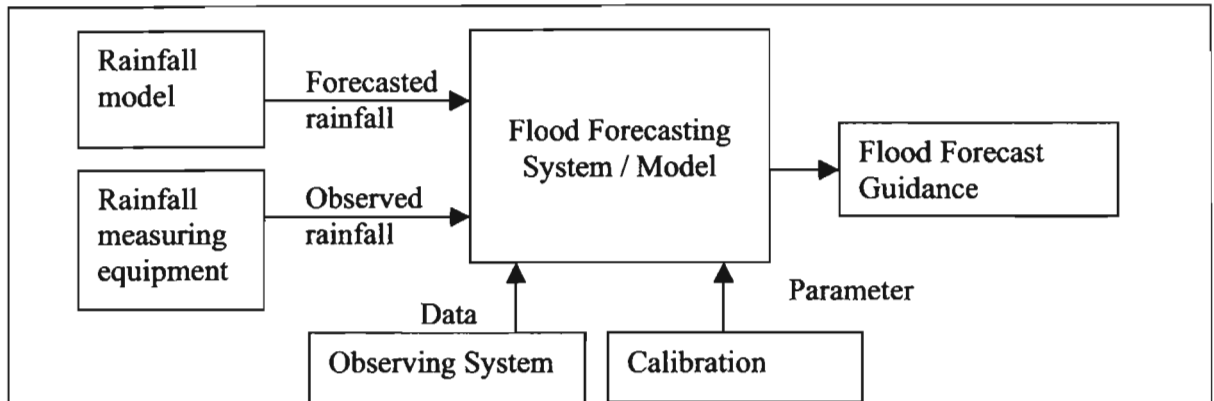 Rainfall
model
Forecasted
rainfall
Flood Forecasting
System / Model
Flood Forecast
Guidance
Rainfall
measuring
equipment
Observed
rainfall
Data
Parameter
Observing System
Calibration